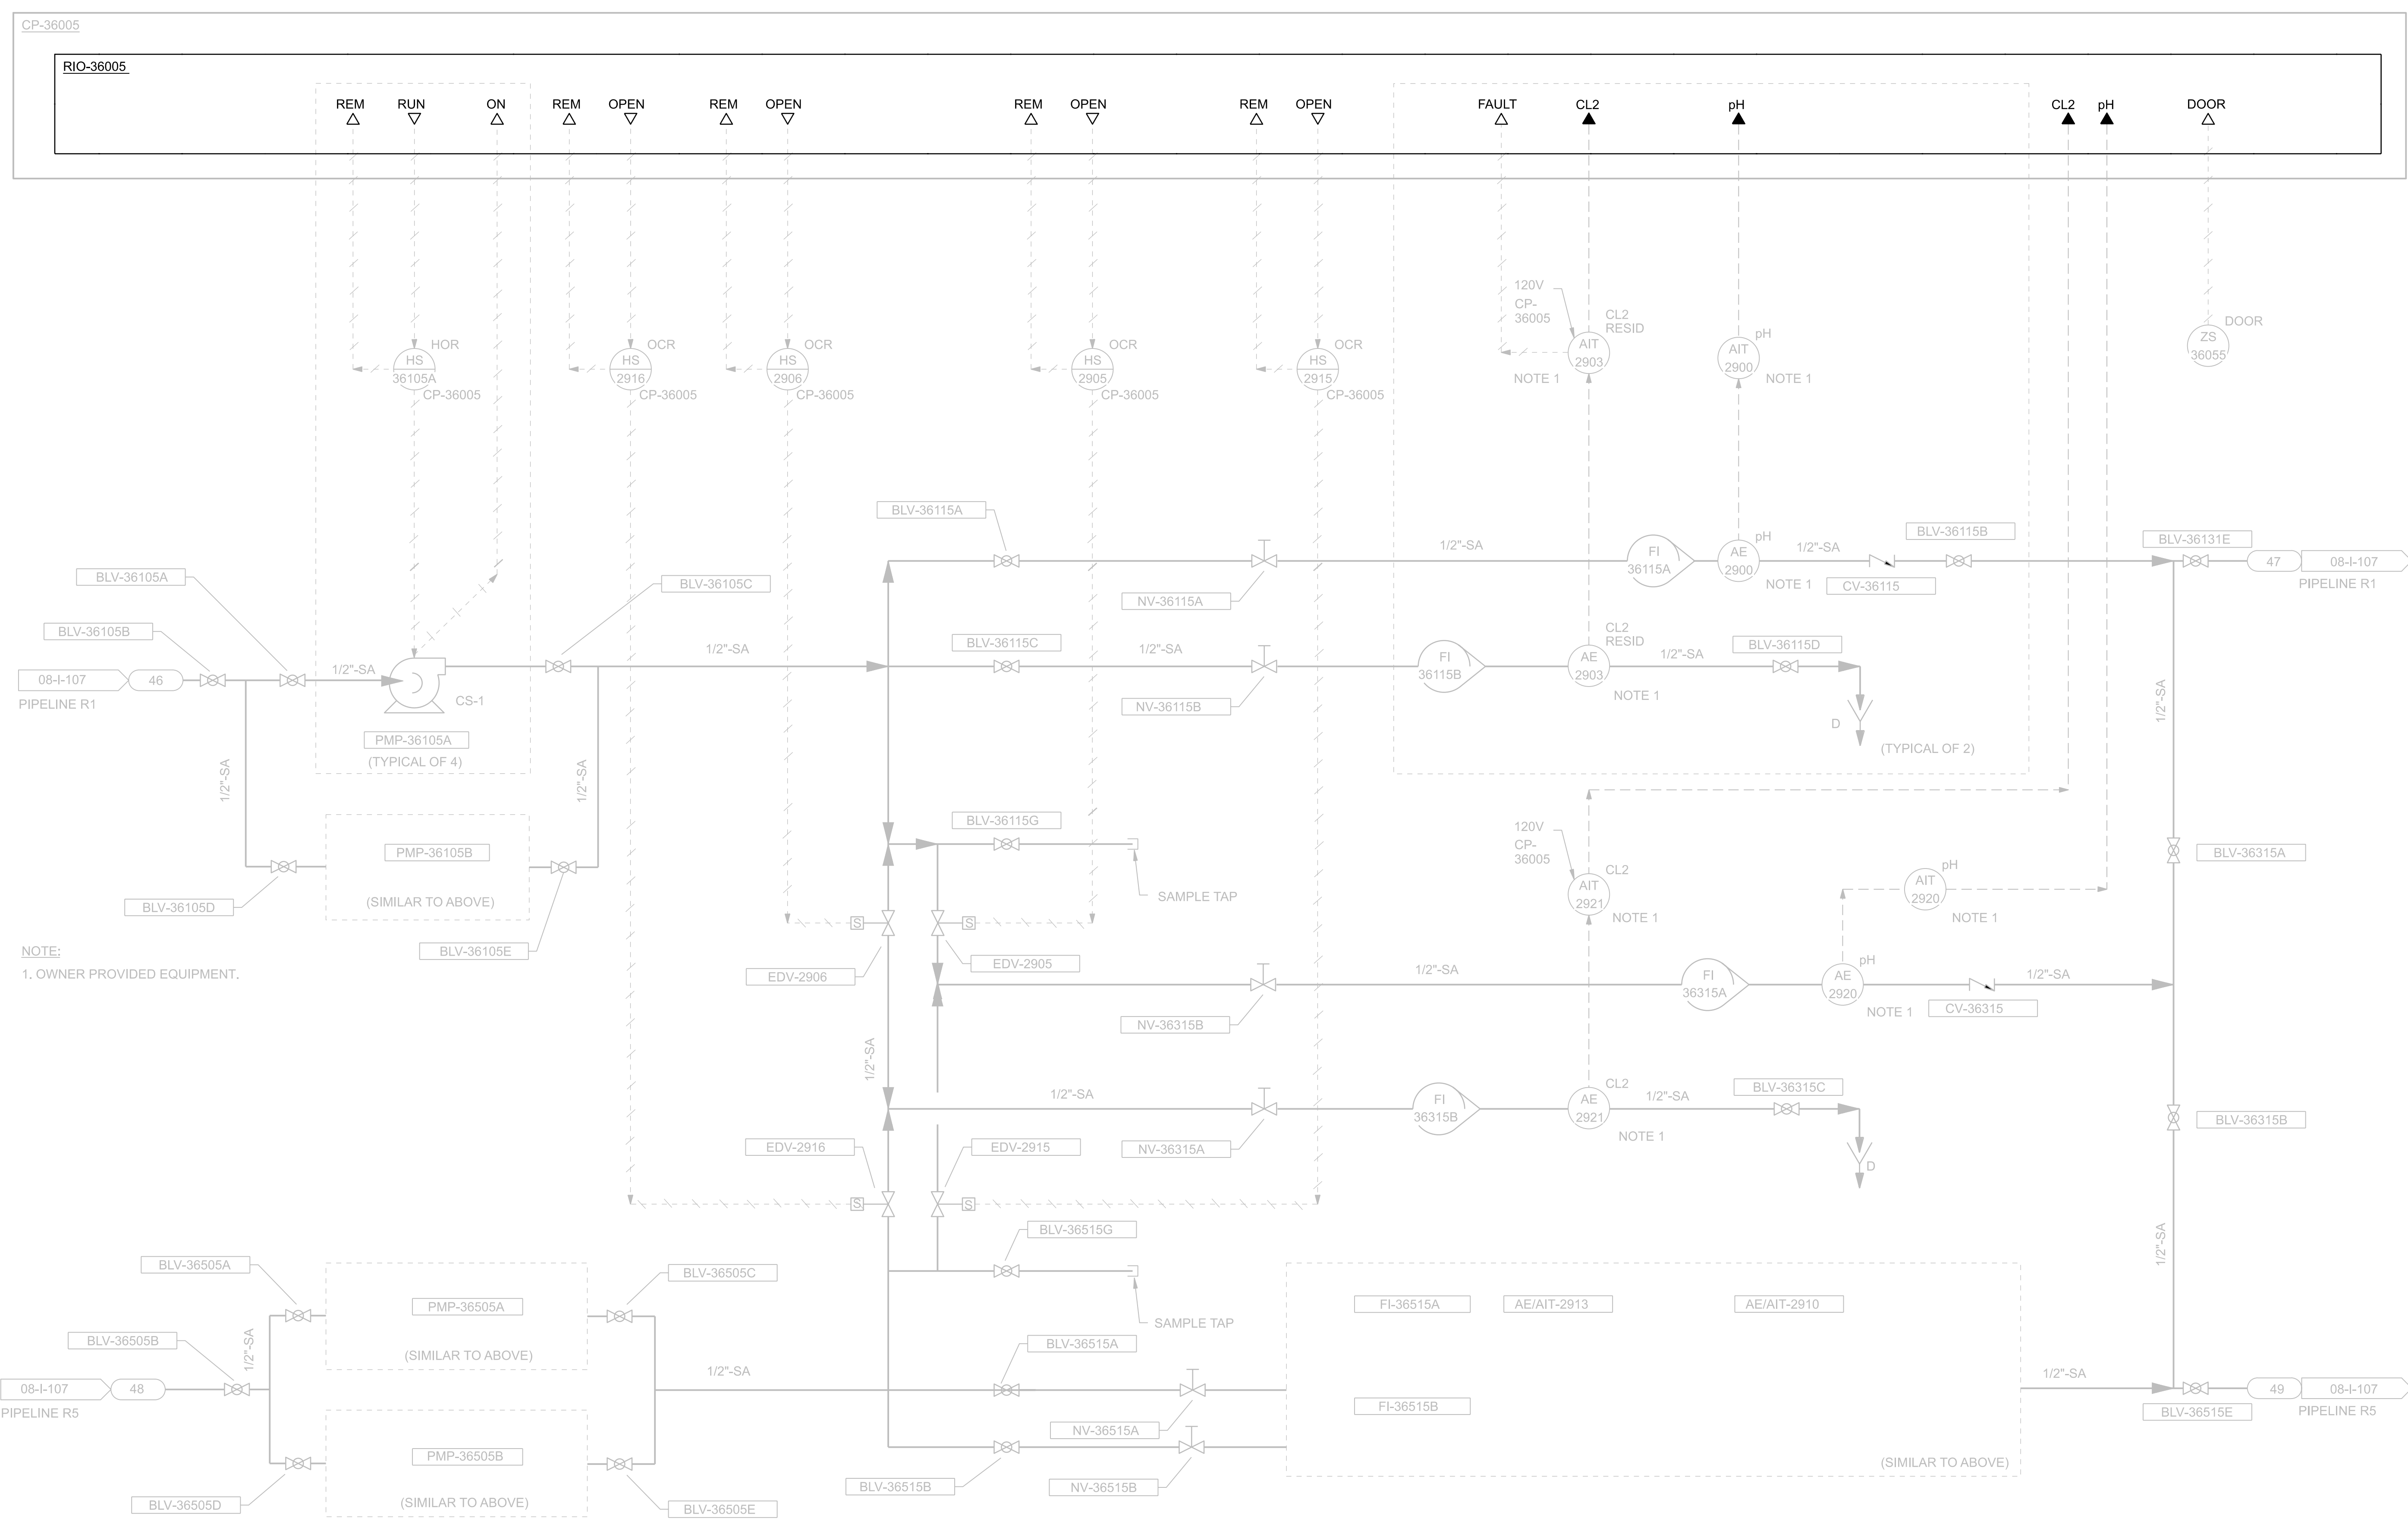 CP-36005
RIO-36005
REM
RUN
ON
REM
OPEN
REM
OPEN
REM
OPEN
REM
OPEN
FAULT
CL2
pH
CL2
pH
DOOR
120V
CP-
36005
CL2
RESID
AIT
2903
NOTE 1
pH
AIT
2900
NOTE 1
DOOR
ZS
36055
HOR
HS
36105A
CP-36005
OCR
HS
2916
CP-36005
OCR
HS
2906
CP-36005
OCR
HS
2905
CP-36005
OCR
HS
2915
CP-36005
BLV-36115A
1/2"-SA
NV-36115A
FI
36115A
pH
AE
2900
NOTE 1
1/2"-SA
CV-36115
BLV-36115B
BLV-36131E
47
08-I-107
PIPELINE R1
BLV-36105A
BLV-36105B
BLV-36105C
08-I-107
46
PIPELINE R1
1/2"-SA
CS-1
PMP-36105A
(TYPICAL OF 4)
1/2"-SA
BLV-36115C
1/2"-SA
NV-36115B
FI
36115B
CL2
RESID
AE
2903
NOTE 1
1/2"-SA
BLV-36115D
D
(TYPICAL OF 2)
1/2"-SA
1/2"-SA
1/2"-SA
PMP-36105B
(SIMILAR TO ABOVE)
BLV-36105D
BLV-36105E
BLV-36115G
SAMPLE TAP
120V
CP-
36005
CL2
AIT
2921
NOTE 1
pH
AIT
2920
NOTE 1
BLV-36315A
NOTE:
1. OWNER PROVIDED EQUIPMENT.
S
S
EDV-2906
EDV-2905
1/2"-SA
NV-36315B
FI
36315A
pH
AE
2920
NOTE 1
1/2"-SA
CV-36315
1/2"-SA
1/2"-SA
NV-36315A
FI
36315B
CL2
AE
2921
NOTE 1
1/2"-SA
BLV-36315C
D
BLV-36315B
EDV-2916
EDV-2915
S
S
BLV-36515G
SAMPLE TAP
1/2"-SA
BLV-36505A
PMP-36505A
(SIMILAR TO ABOVE)
BLV-36505C
BLV-36505B
1/2"-SA
08-I-107
48
PIPELINE R5
1/2"-SA
BLV-36515A
NV-36515A
FI-36515A
AE/AIT-2913
AE/AIT-2910
FI-36515B
(SIMILAR TO ABOVE)
1/2"-SA
BLV-36515E
49
08-I-107
PIPELINE R5
PMP-36505B
(SIMILAR TO ABOVE)
BLV-36505D
BLV-36505E
BLV-36515B
NV-36515B